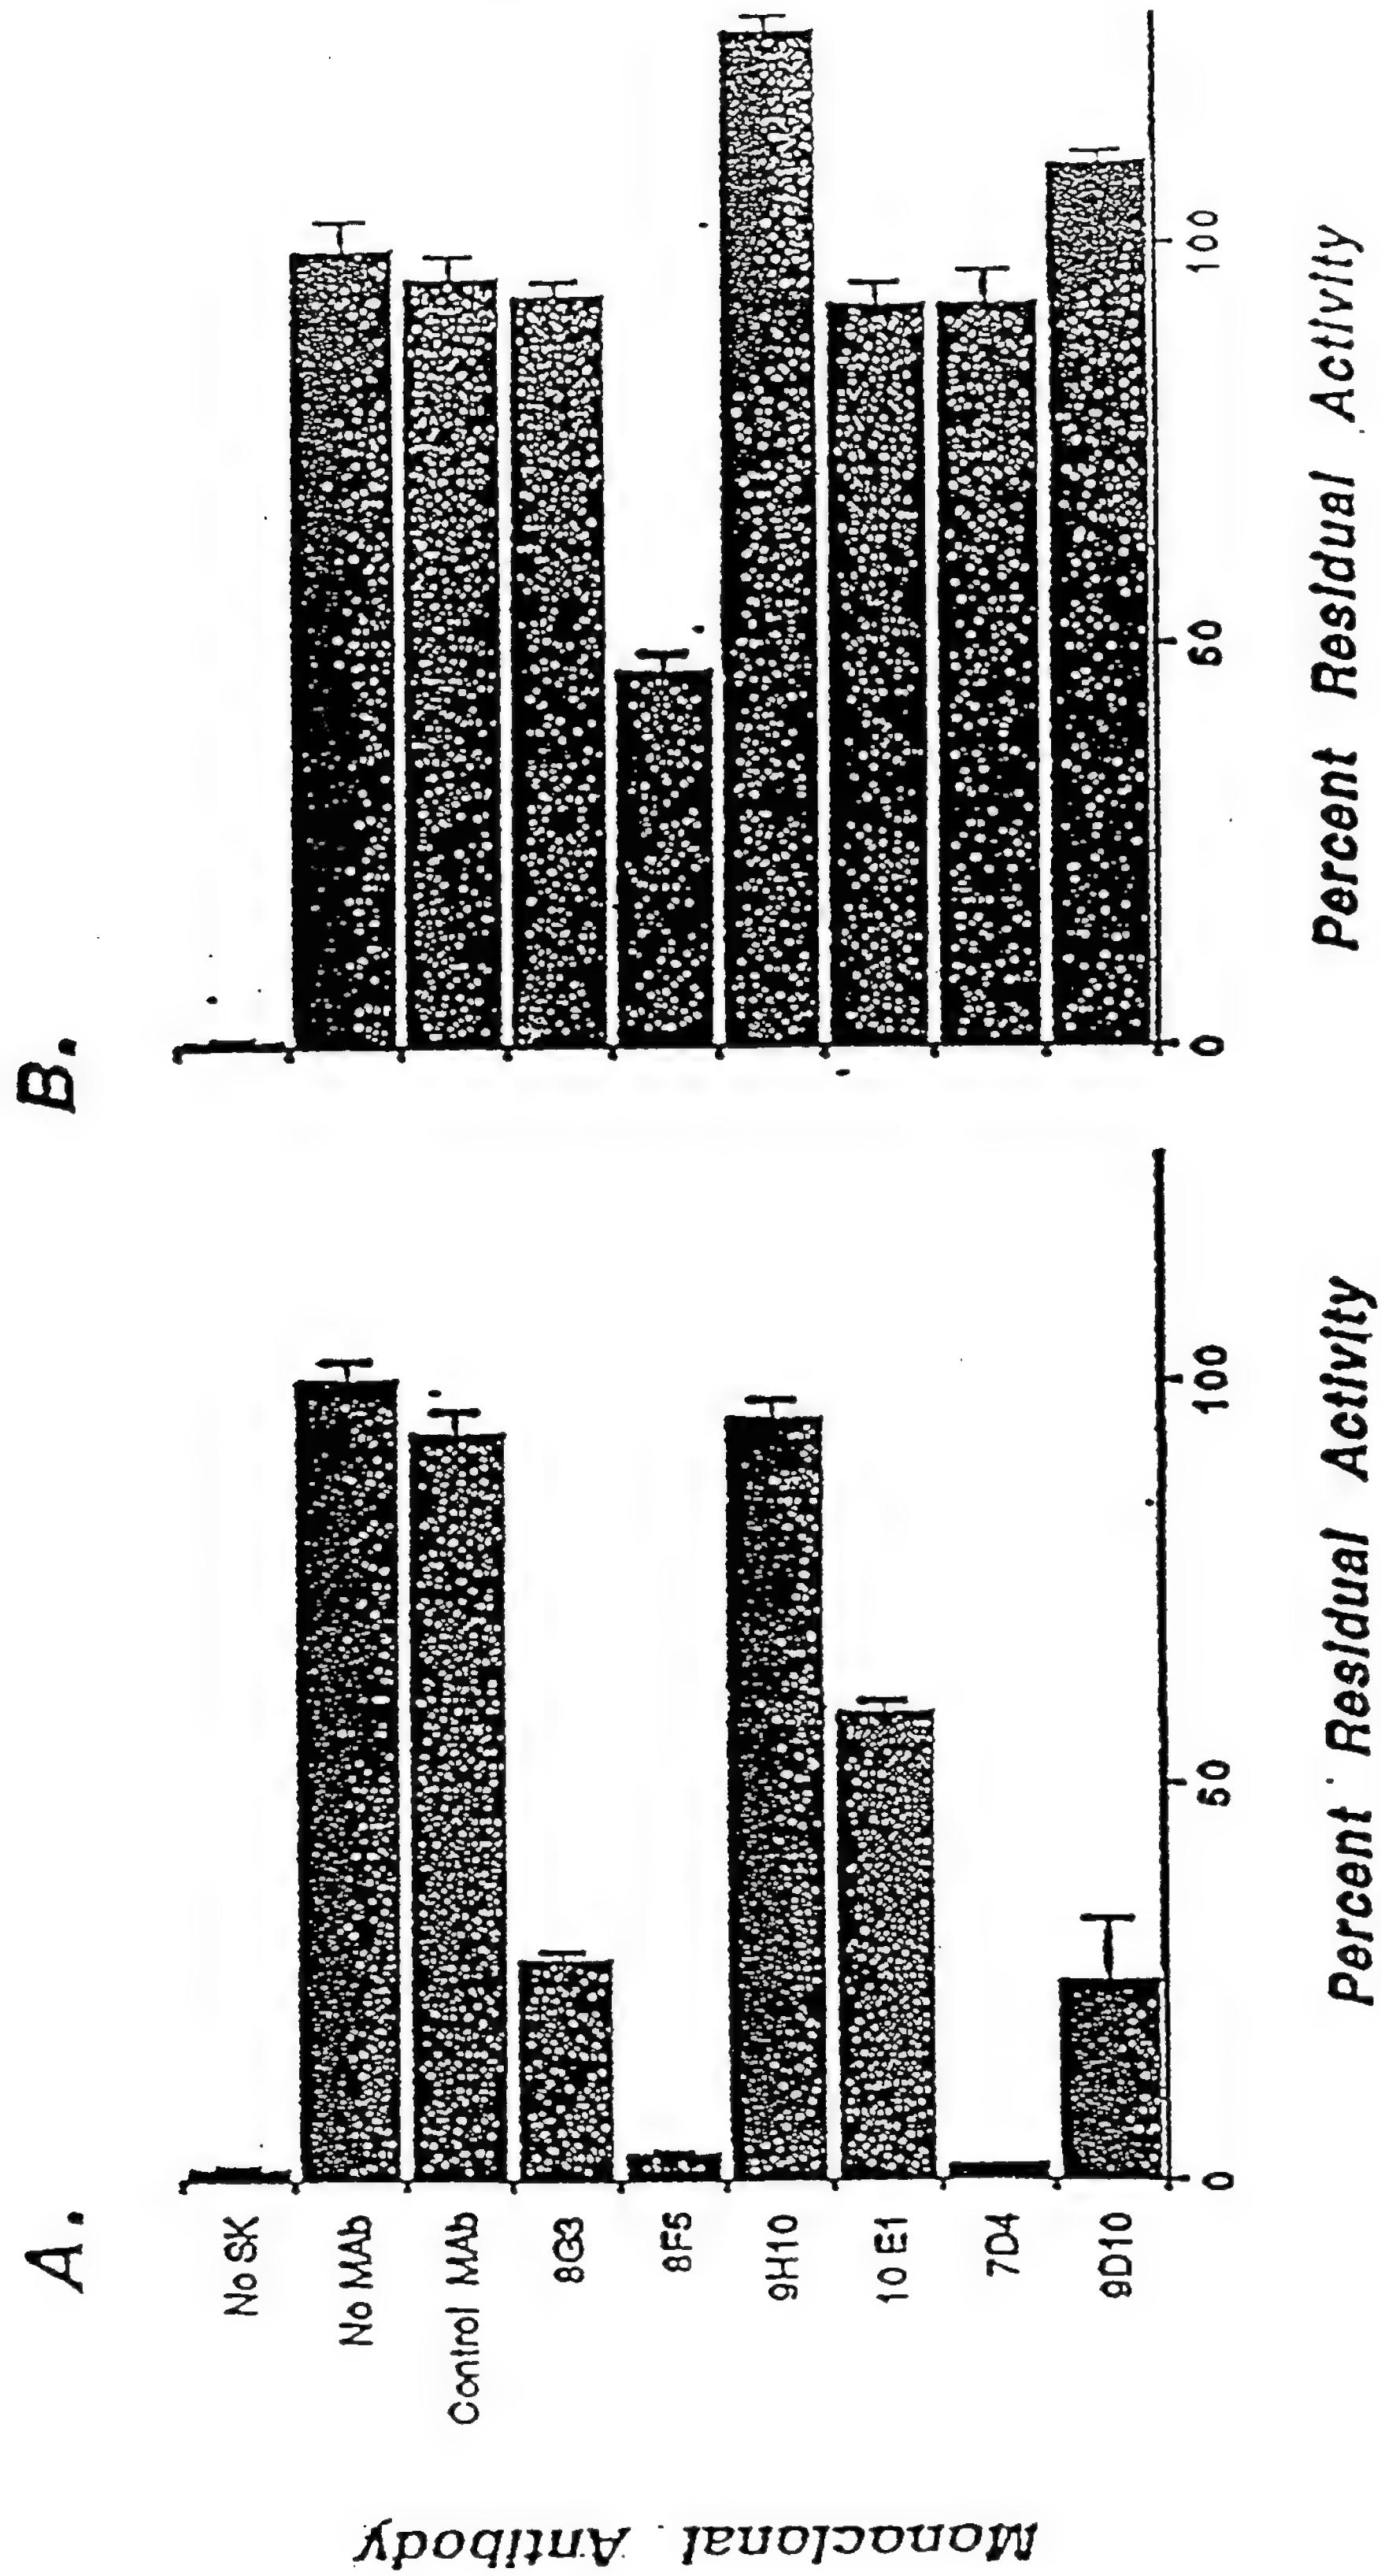 A.
B.
Monoclonal Antibody
No SK
No MAb
Control MAb
8G3
8F5
9H10
10 E1
7D4
9D10
0
50
100
Percent Residual Activity
0
50
100
Percent Residual Activity